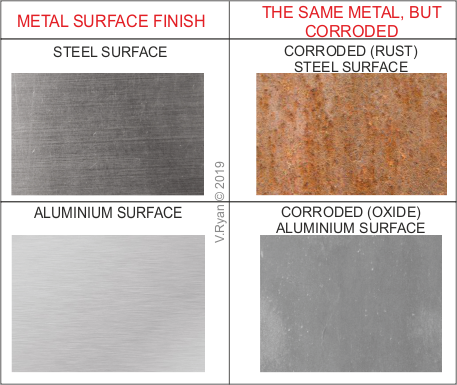 METAL SURFACE FINISH
THE SAME METAL, BUT
CORRODED
STEEL SURFACE
CORRODED (RUST)
STEEL SURFACE
V.Ryan © 2019
ALUMINIUM SURFACE
CORRODED (OXIDE)
ALUMINIUM SURFACE